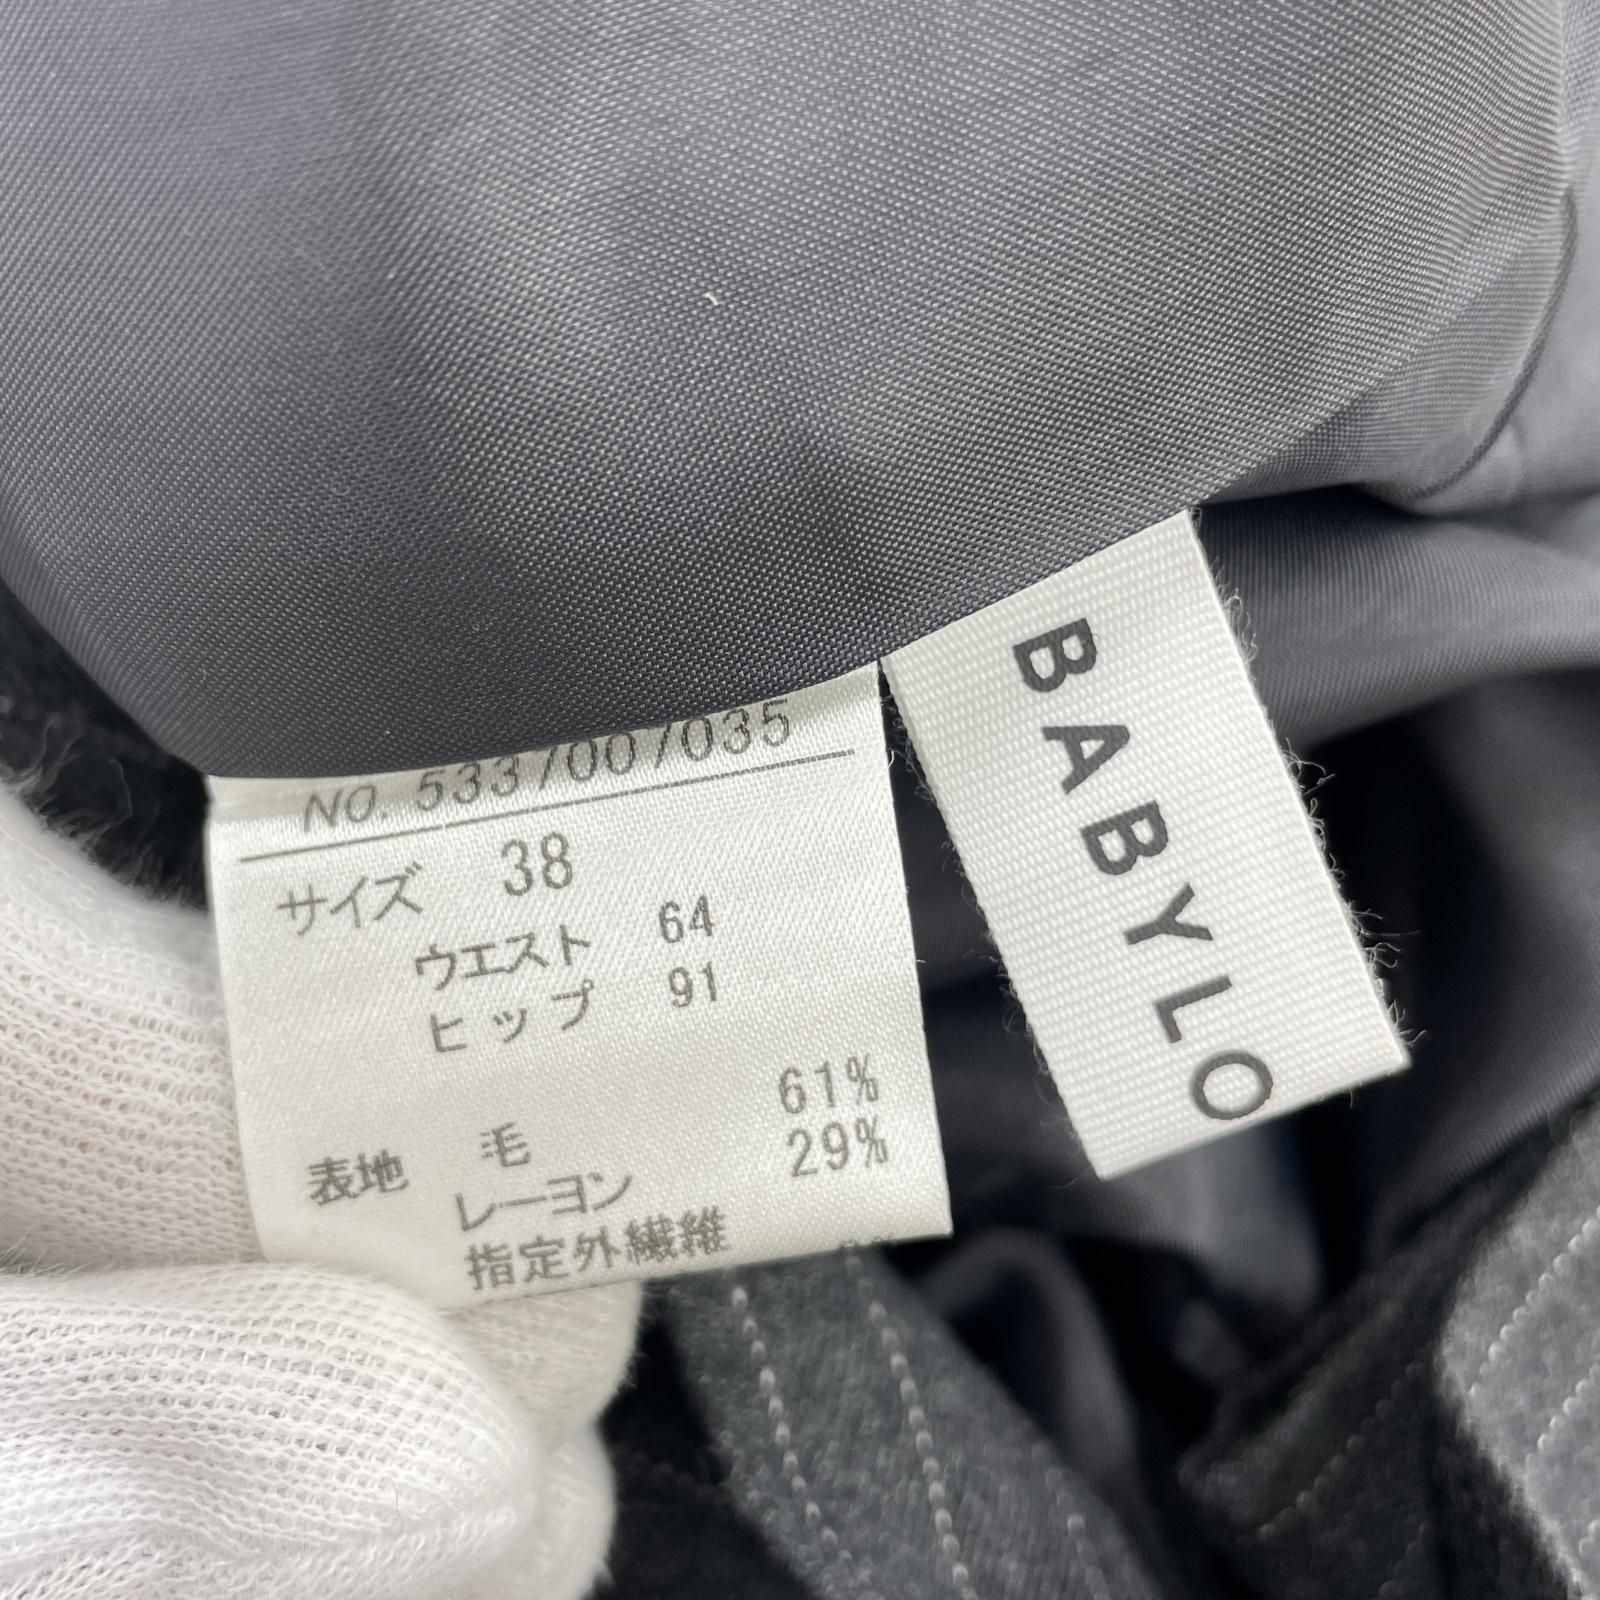 NO. 5337007035
サイズ 38
ウエスト 64
ヒップ 91
61%
表地 毛 29%
レーヨン
指定外繊維
BABYLO